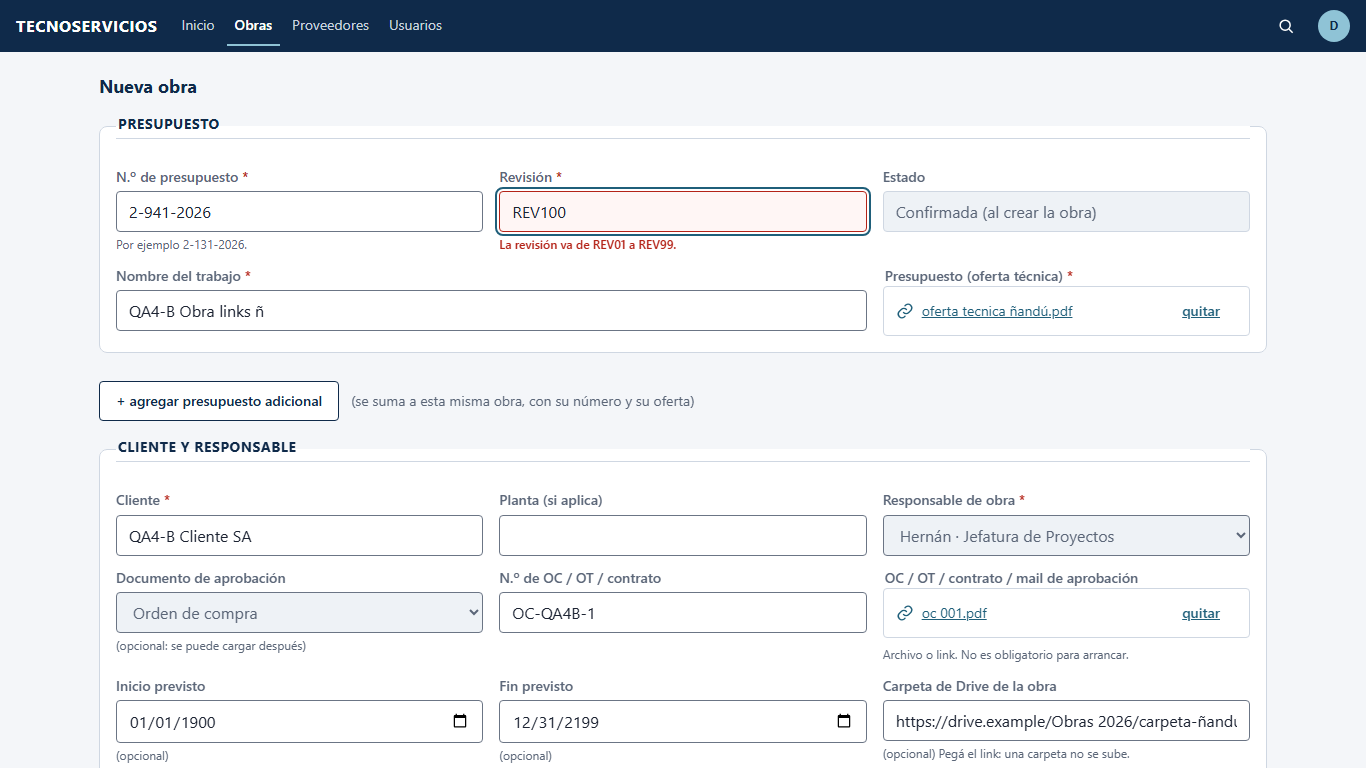 TECNOSERVICIOS Inicio Obras Proveedores Usuarios D
Nueva obra
PRESUPUESTO
N.º de presupuesto * Revisión * Estado
2-941-2026 REV100 Confirmada (al crear la obra)
Por ejemplo 2-131-2026. La revisión va de REV01 a REV99.
Nombre del trabajo * Presupuesto (oferta técnica) *
QA4-B Obra links ñ oferta tecnica ñandú.pdf quitar
+ agregar presupuesto adicional (se suma a esta misma obra, con su número y su oferta)
CLIENTE Y RESPONSABLE
Cliente * Planta (si aplica) Responsable de obra *
QA4-B Cliente SA Hernán · Jefatura de Proyectos
Documento de aprobación N.º de OC / OT / contrato OC / OT / contrato / mail de aprobación
Orden de compra OC-QA4B-1 oc 001.pdf quitar
(opcional: se puede cargar después) Archivo o link. No es obligatorio para arrancar.
Inicio previsto Fin previsto Carpeta de Drive de la obra
01/01/1900 12/31/2199 https://drive.example/Obras 2026/carpeta-ñandu
(opcional) (opcional) (opcional) Pegá el link: una carpeta no se sube.